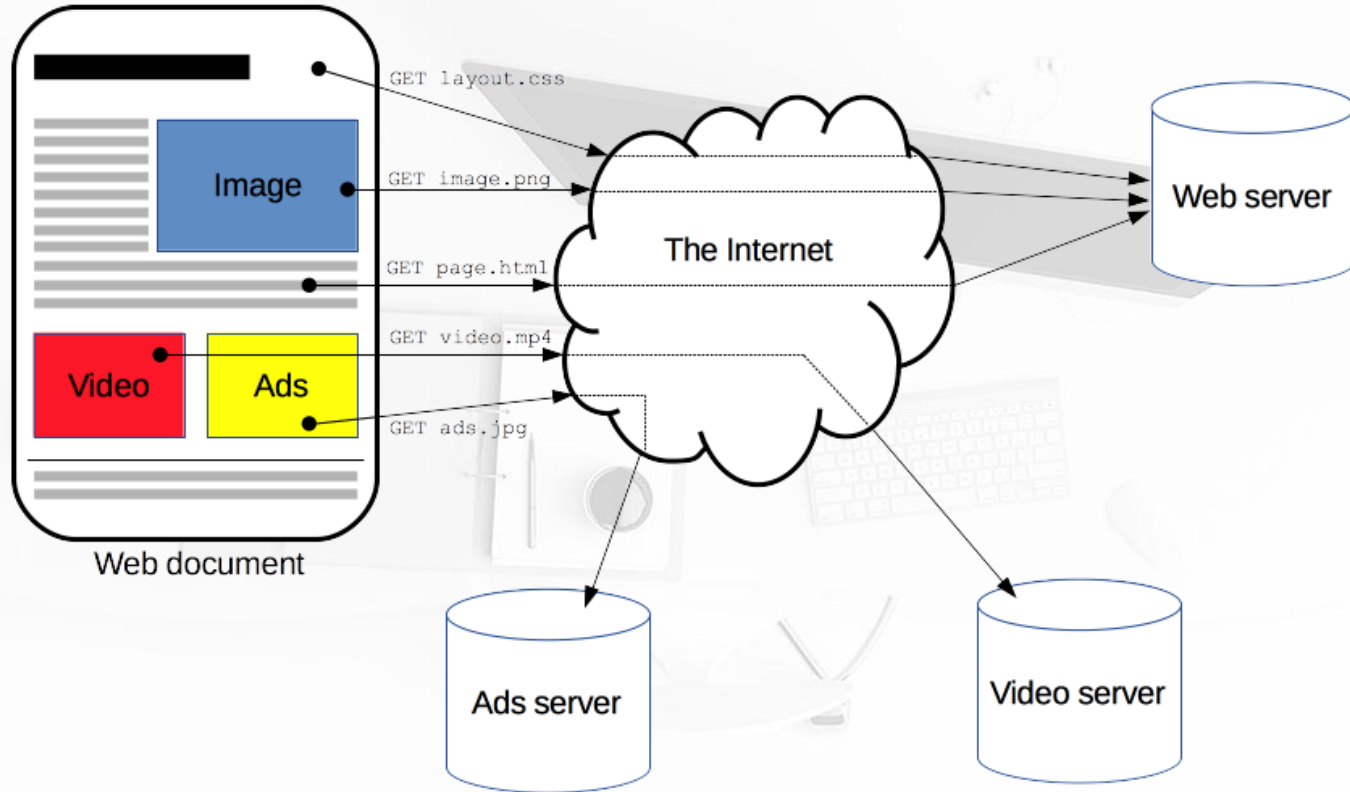 GET layout.css
Image
GET image.png
Web server
The Internet
GET page.html
GET video.mp4
Video
Ads
GET ads.jpg
Web document
Ads server
Video server